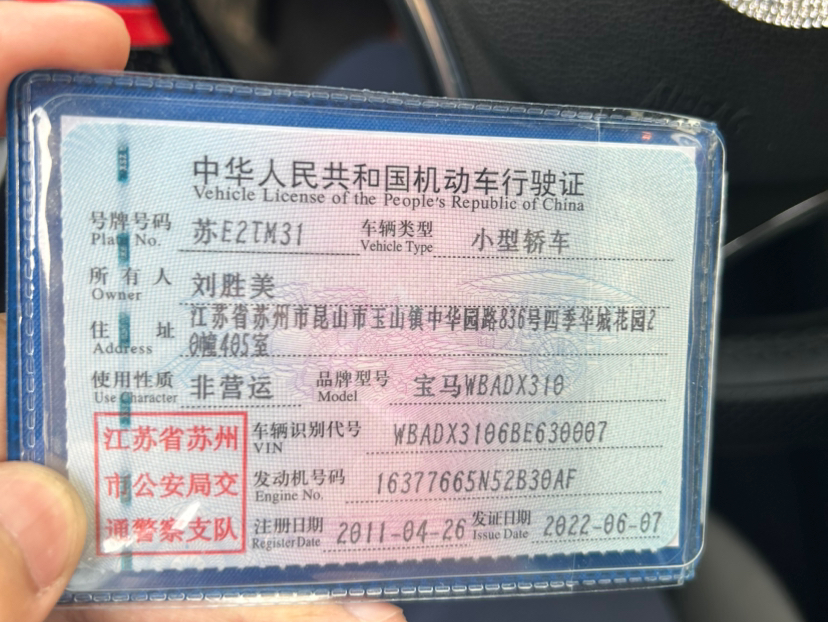 中华人民共和国机动车行驶证
Vehicle License of the People's Republic of China
号牌号码 Plate No. 苏E2TM31 车辆类型 Vehicle Type 小型轿车
所有人 Owner 刘胜美
住址 Address 江苏省苏州市昆山市玉山镇中华园路836号四季华城花园2
0幢405室
使用性质 Use Character 非营运 品牌型号 Model 宝马WBADX310
江苏省苏州
市公安局交
通警察支队
车辆识别代号 VIN WBADX3106BE630007
发动机号码 Engine No. 16377665N52B30AF
注册日期 Register Date 2011-04-26 发证日期 Issue Date 2022-06-07